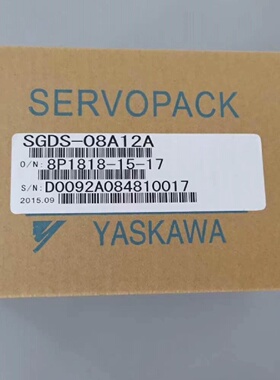 SERVOPACK
SGDS-08A12A
O/N: 8P1818-15-17
S/N: D0092A084810017
2015.09
YASKAWA